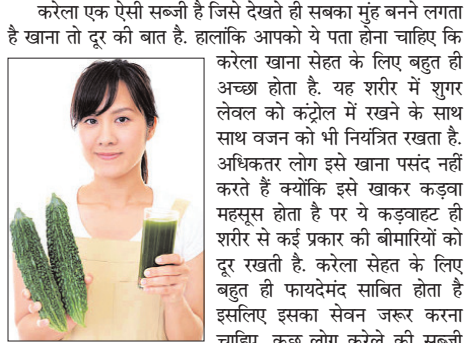 करेला एक ऐसी सब्जी है जिसे देखते ही सबका मुंह बनने लगता
है खाना तो दूर की बात है. हालांकि आपको ये पता होना चाहिए कि
करेला खाना सेहत के लिए बहुत ही
अच्छा होता है. यह शरीर में शुगर
लेवल को कंट्रोल में रखने के साथ
साथ वजन को भी नियंत्रित रखता है.
अधिकतर लोग इसे खाना पसंद नहीं
करते हैं क्योंकि इसे खाकर कड़वा
महसूस होता है पर ये कड़वाहट ही
शरीर से कई प्रकार की बीमारियों को
दूर रखती है. करेला सेहत के लिए
बहुत ही फायदेमंद साबित होता है
इसलिए इसका सेवन जरूर करना
चाहिए. कुछ लोग करेले की सब्जी